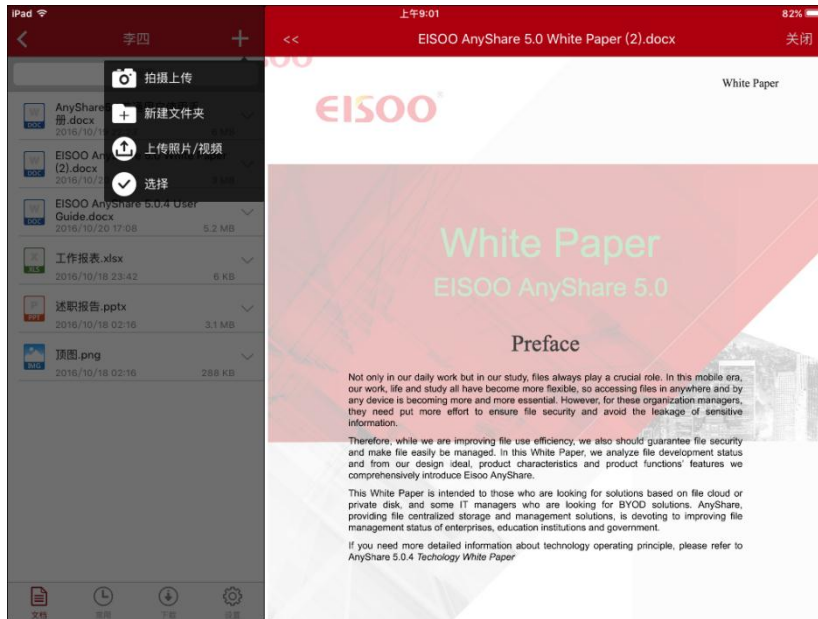 iPad
上午9:01
82%
李四
<<
EISOO AnyShare 5.0 White Paper (2).docx
关闭
拍摄上传
新建文件夹
上传照片/视频
选择
AnyShare
册.docx
2016/10/19
EISOO
(2).docx
EISOO AnyShare 5.0.4 User
Guide.docx
2016/10/20 17:08
5.2 MB
工作报表.xlsx
2016/10/18 23:42
6 KB
述职报告.pptx
2016/10/18 02:16
3.1 MB
顶图.png
2016/10/18 02:16
288 KB
文档
下载
设置
White Paper
EISOO
White Paper
EISOO AnyShare 5.0
Preface
Not only in our daily work but in our study, files always play a crucial role. In this mobile era,
our work, life and study all have become more flexible, so accessing files in anywhere and by
any device is becoming more and more essential. However, for these organization managers,
they need put more effort to ensure file security and avoid the leakage of sensitive
information.
Therefore, while we are improving file use efficiency, we also should guarantee file security
and make file easily be managed. In this White Paper, we analyze file development status
and from our design ideal, product characteristics and product functions' features we
comprehensively introduce Eisoo AnyShare.
This White Paper is intended to those who are looking for solutions based on file cloud or
private disk, and some IT managers who are looking for BYOD solutions. AnyShare,
providing file centralized storage and management solutions, is devoting to improving file
management status of enterprises, education institutions and government.
If you need more detailed information about technology operating principle, please refer to
AnyShare 5.0.4 Techology White Paper